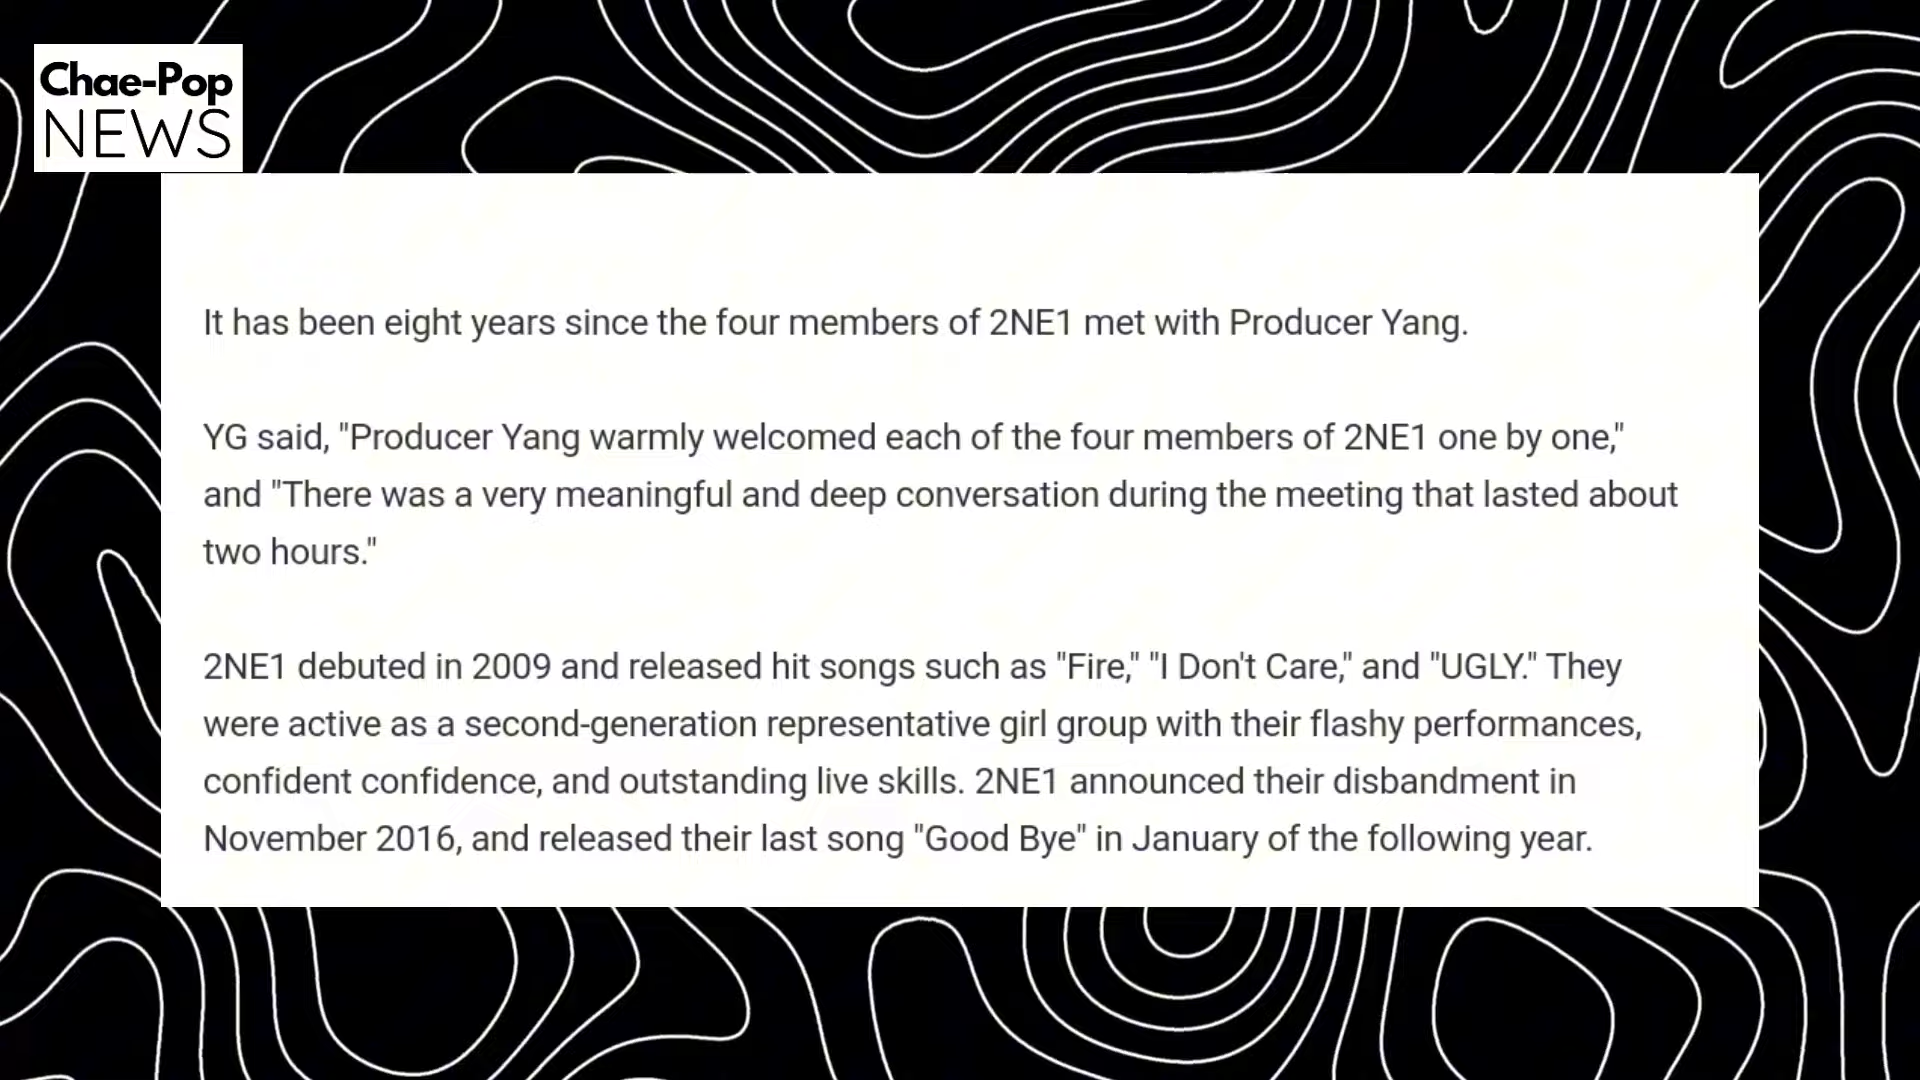 Chae-Pop
NEWS
It has been eight years since the four members of 2NE1 met with Producer Yang.
YG said, "Producer Yang warmly welcomed each of the four members of 2NE1 one by one,"
and "There was a very meaningful and deep conversation during the meeting that lasted about
two hours."
2NE1 debuted in 2009 and released hit songs such as "Fire," "I Don't Care," and "UGLY." They
were active as a second-generation representative girl group with their flashy performances,
confident confidence, and outstanding live skills. 2NE1 announced their disbandment in
November 2016, and released their last song "Good Bye" in January of the following year.